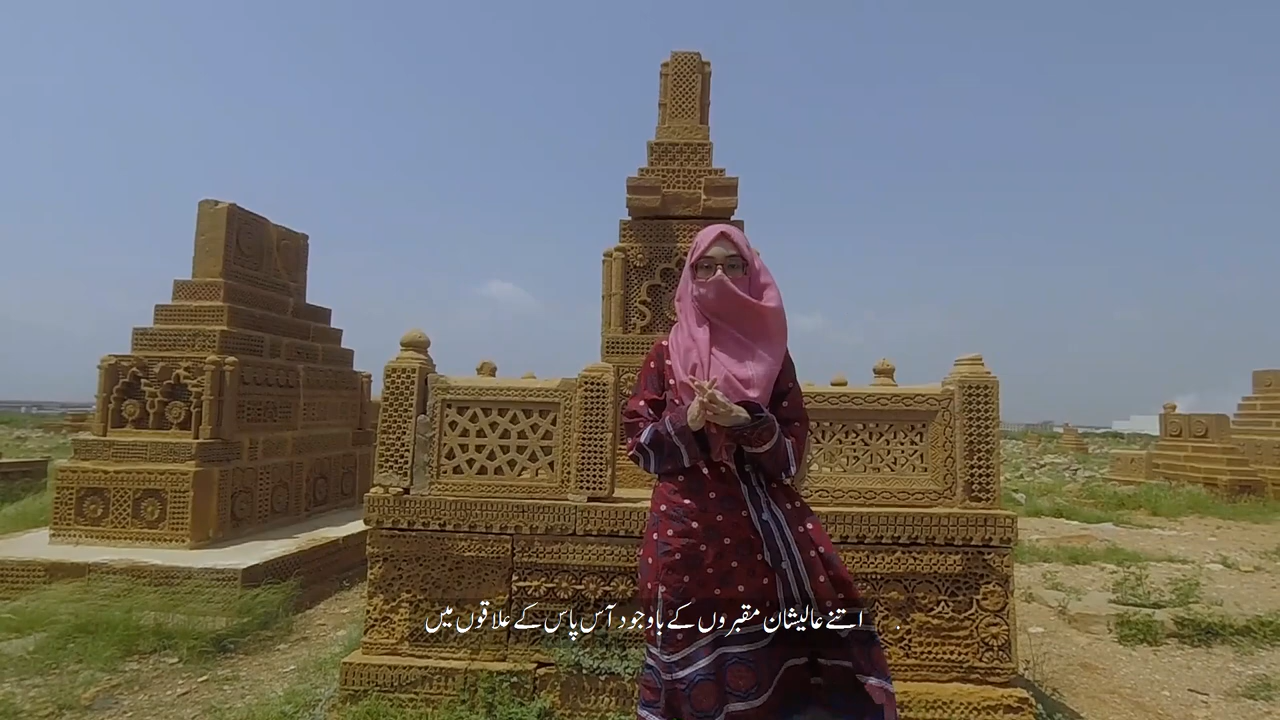 اتنے عالیشان مقبروں کے باوجود آس پاس کے علاقوں میں